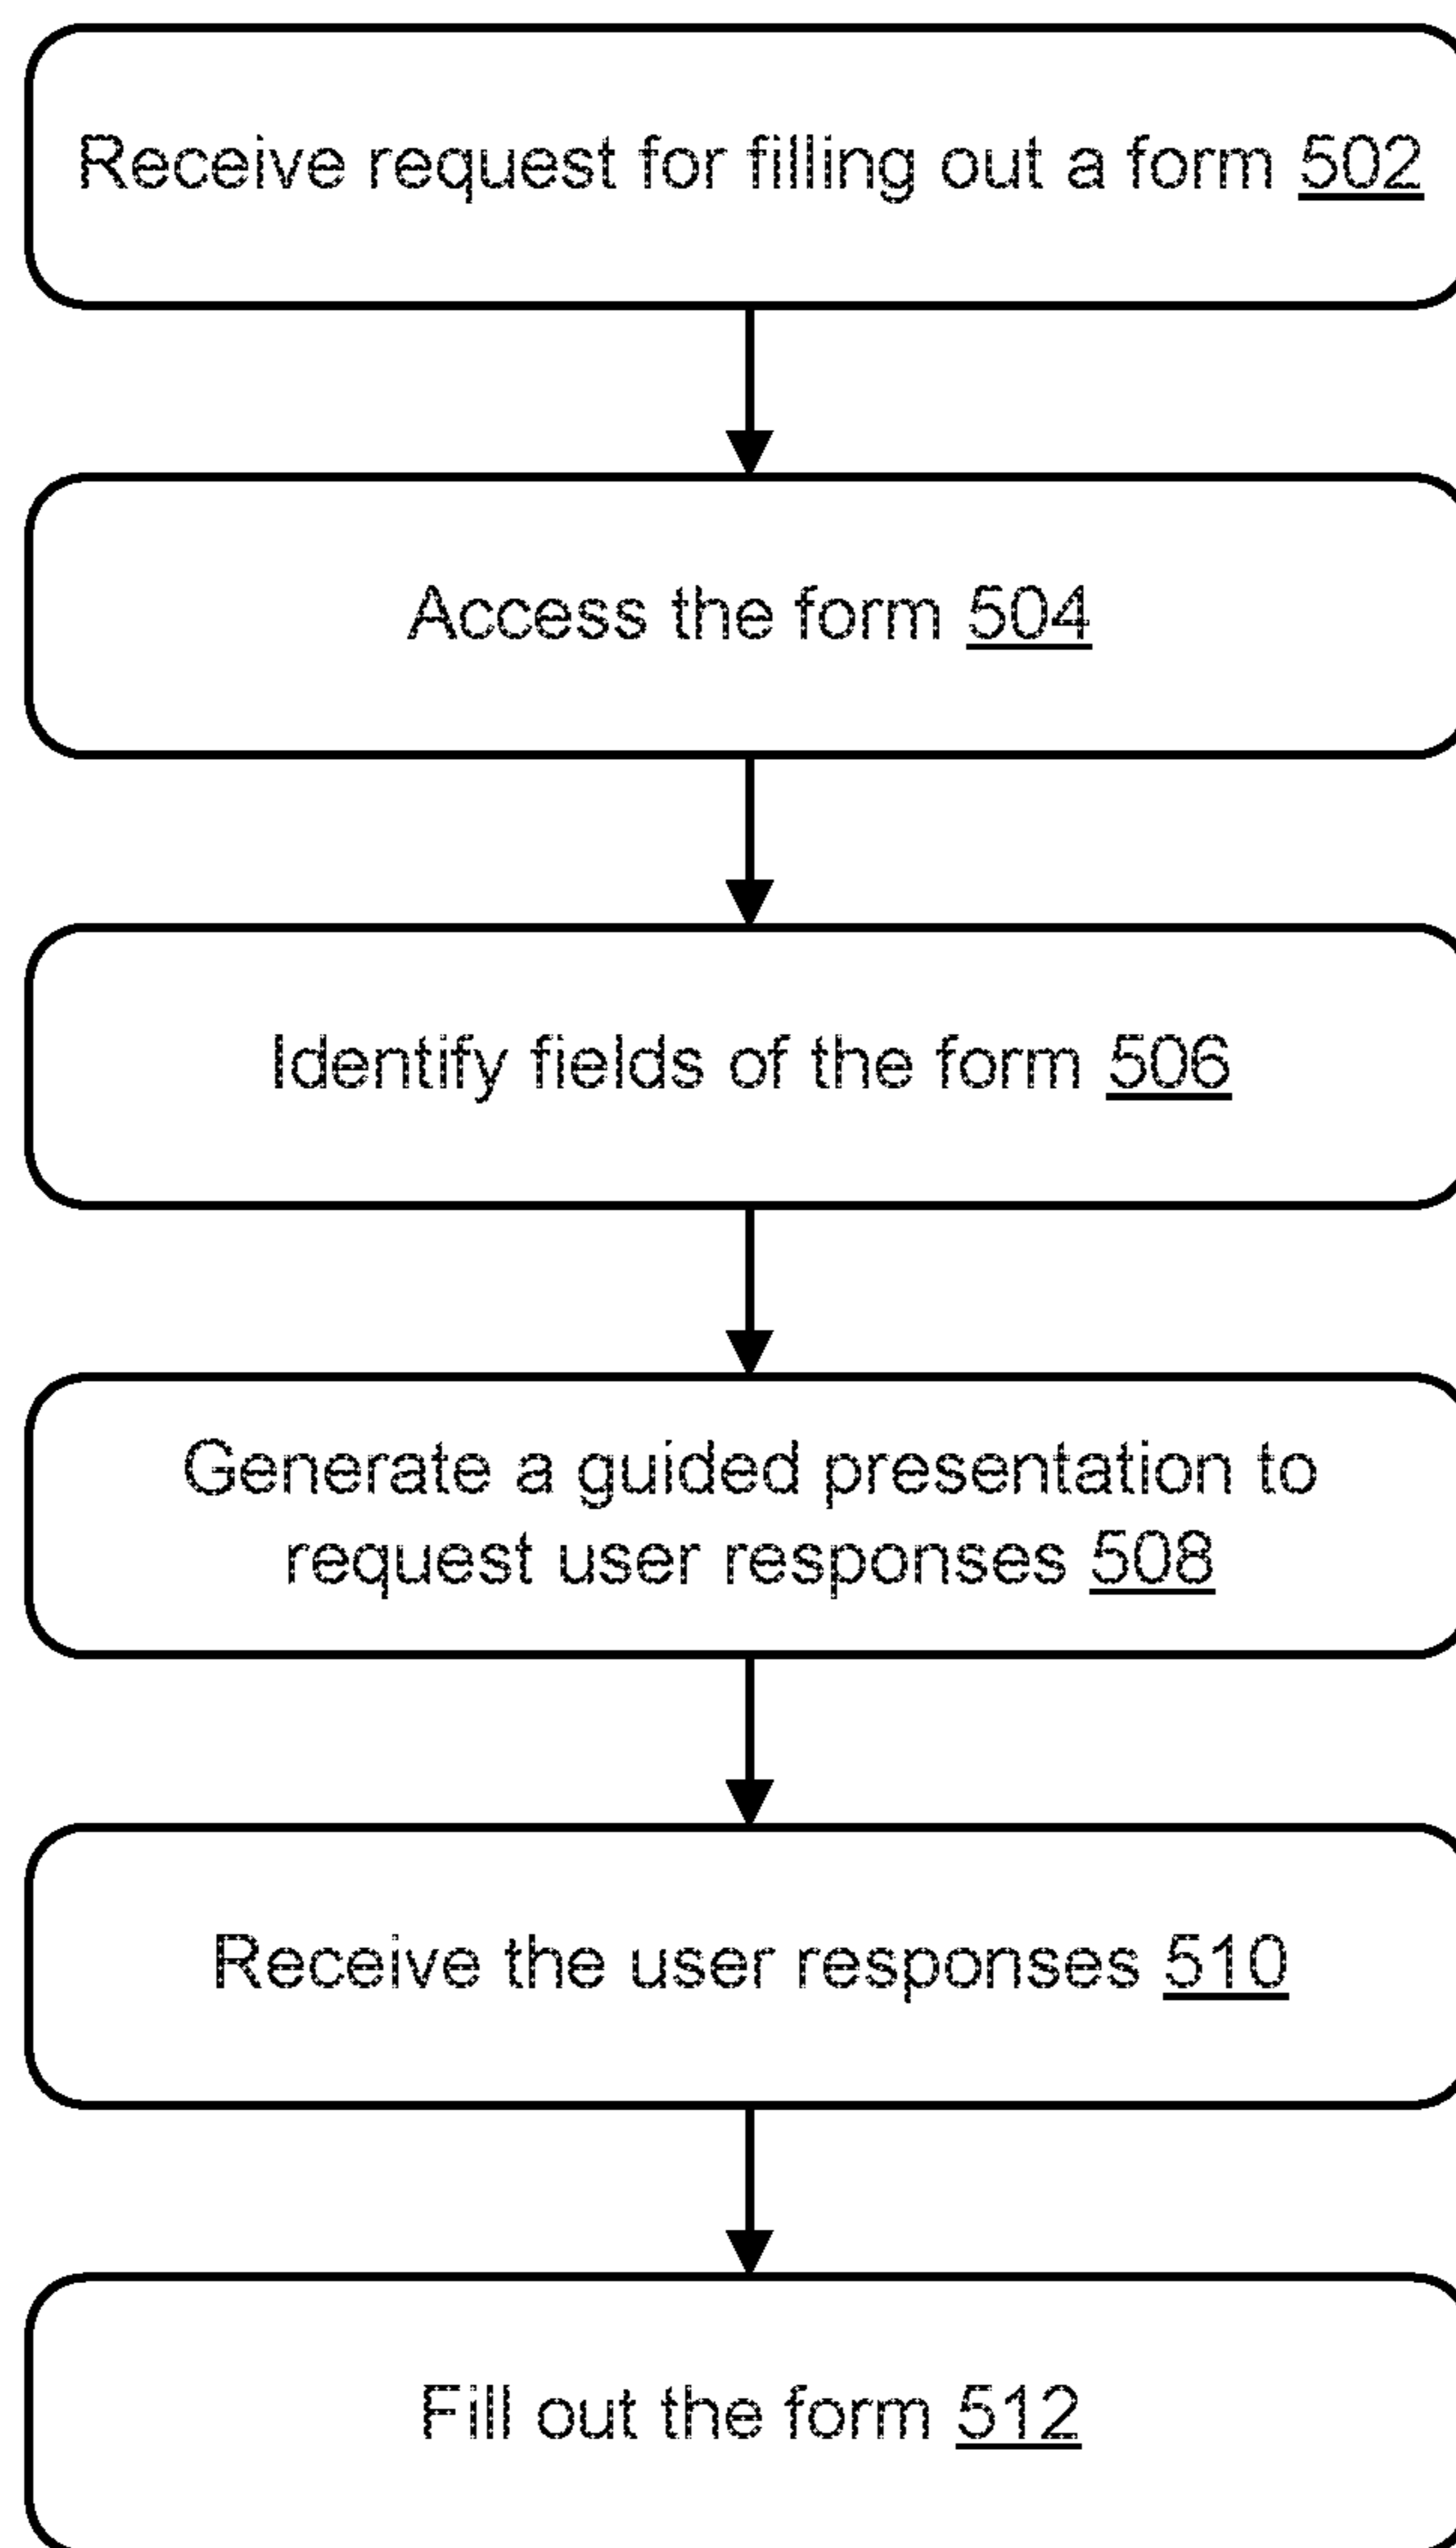 Receive request for filling out a form 502
Access the form 504
Identify fields of the form 506
Generate a guided presentation to
request user responses 508
Receive the user responses 510
Fill out the form 512